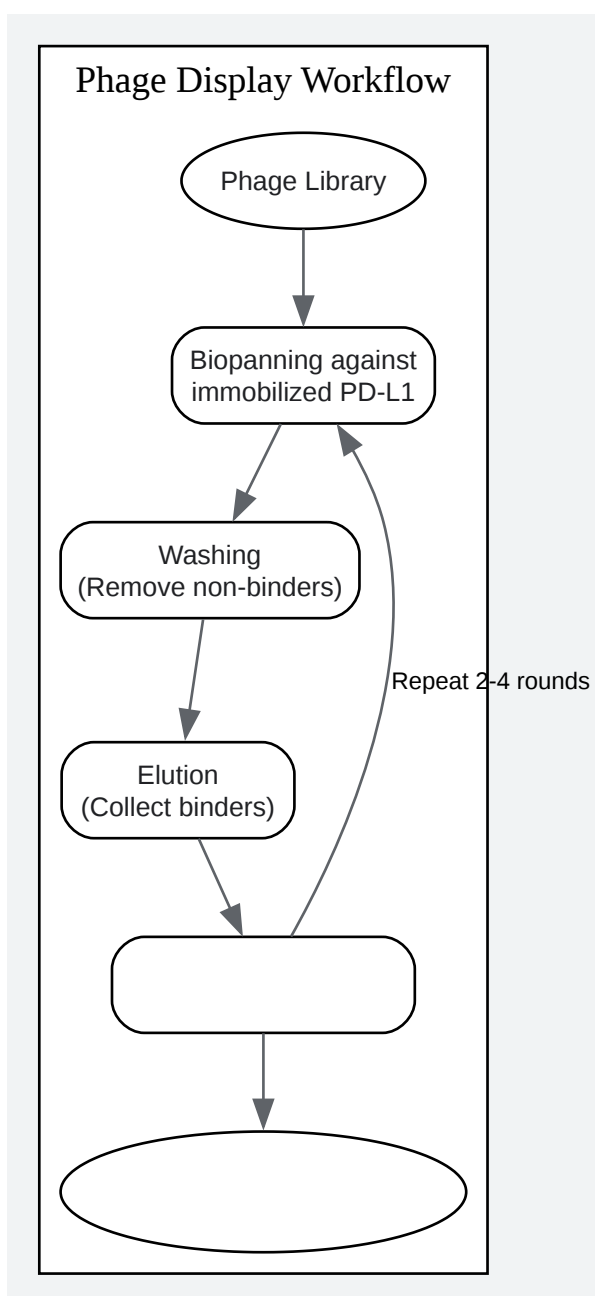 Phage Display Workflow
Phage Library
Biopanning against
immobilized PD-L1
Washing
(Remove non-binders)
Repeat 2-4 rounds
Elution
(Collect binders)